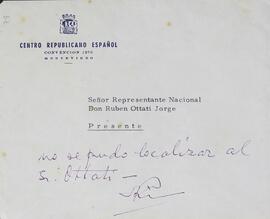 CENTRO REPUBLICANO ESPAÑOL
CONVENCION 1270
MONTEVIDEO
Señor Representante Nacional
Don Ruben Ottati Jorge
Presente
no se pudo localizar al
Sr. Ottati —